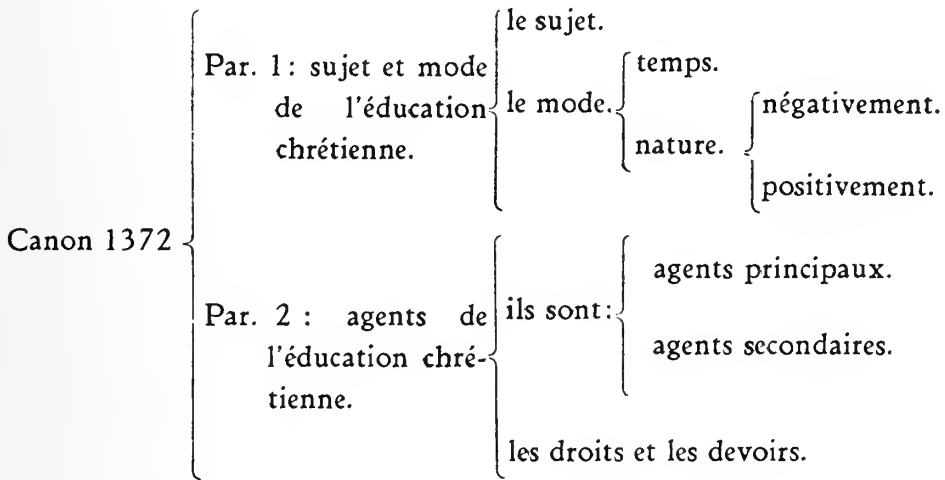 le sujet.
Par. 1: sujet et mode
de l'éducation
chrétienne.
le mode.
temps.
nature.
négativement.
positivement.
Canon 1372
Par. 2 : agents de
l'éducation chré-
tienne.
ils sont:
agents principaux.
agents secondaires.
les droits et les devoirs.